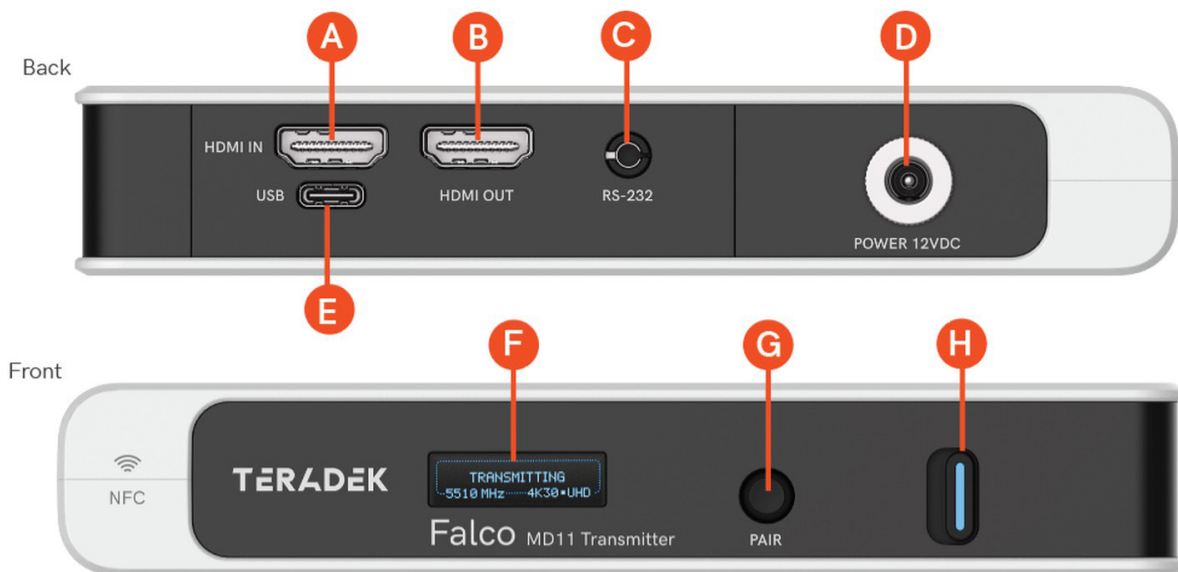 A
B
C
D
Back
HDMI IN
USB
HDMI OUT
RS-232
POWER 12VDC
E
F
G
H
Front
NFC
TERADEK
TRANSMITTING
5510 MHz 4K30•UHD
Falco MD11 Transmitter
PAIR